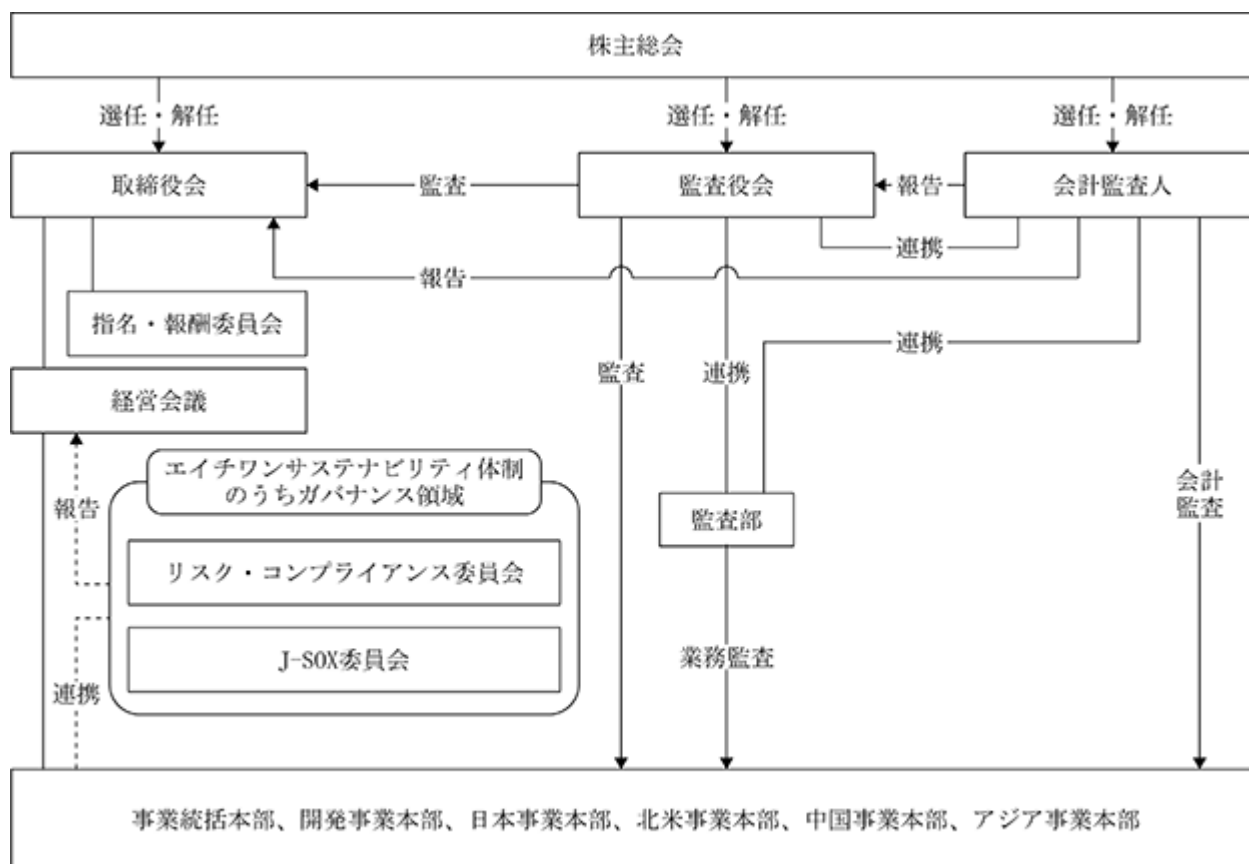 株主総会
選任・解任
選任・解任
選任・解任
取締役会
監査
監査役会
報告
会計監査人
連携
報告
指名・報酬委員会
連携
監査
連携
経営会議
エイチワンサステナビリティ体制
のうちガバナンス領域
報告
監査部
会計
監査
リスク・コンプライアンス委員会
J-SOX委員会
業務監査
連携
事業統括本部、開発事業本部、日本事業本部、北米事業本部、中国事業本部、アジア事業本部